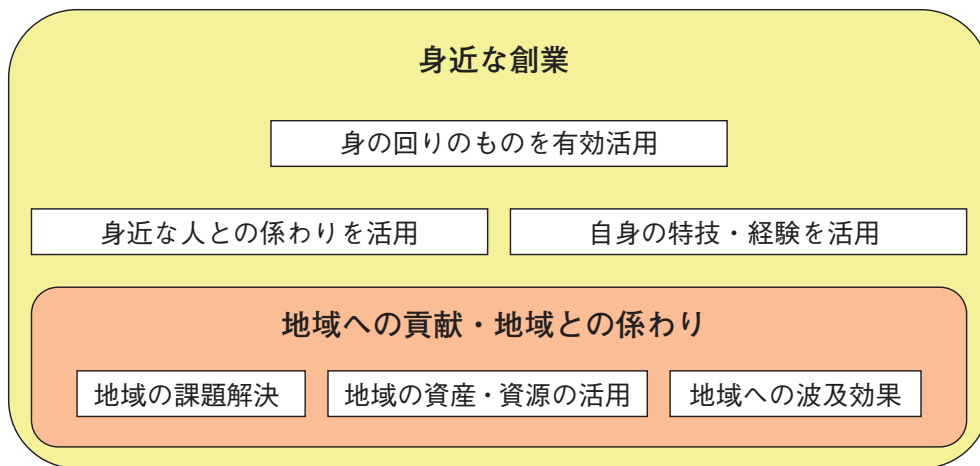 身近な創業
身の回りのものを有効活用
身近な人との係わりを活用
自身の特技・経験を活用
地域への貢献・地域との係わり
地域の課題解決
地域の資産・資源の活用
地域への波及効果